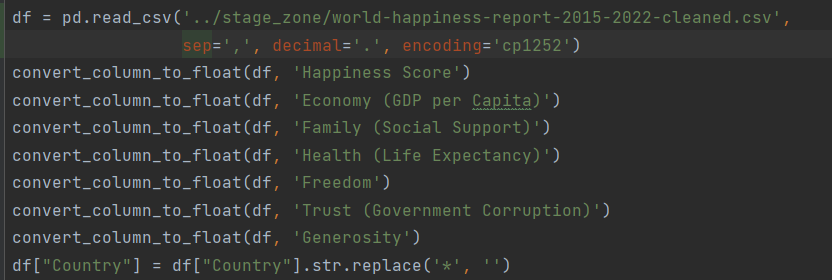 df = pd.read_csv('../stage_zone/world-happiness-report-2015-2022-cleaned.csv',
sep=',', decimal='.', encoding='cp1252')
convert_column_to_float(df, 'Happiness Score')
convert_column_to_float(df, 'Economy (GDP per Capita)')
convert_column_to_float(df, 'Family (Social Support)')
convert_column_to_float(df, 'Health (Life Expectancy)')
convert_column_to_float(df, 'Freedom')
convert_column_to_float(df, 'Trust (Government Corruption)')
convert_column_to_float(df, 'Generosity')
df["Country"] = df["Country"].str.replace('*', '')